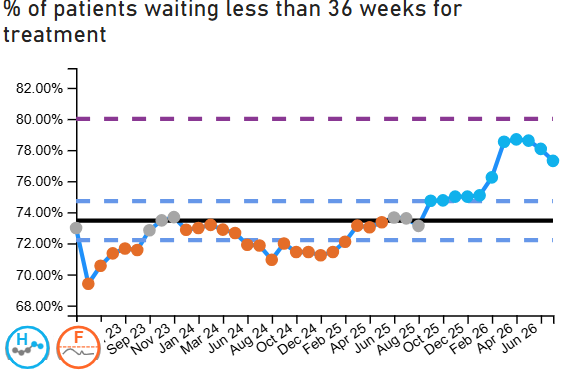 % of patients waiting less than 36 weeks for
treatment
82.00%
80.00%
78.00%
76.00%
74.00%
72.00%
70.00%
68.00%
23
Sep 23
Nov 23
Jan 24
Mar 24
Jun 24
Aug 24
Oct 24
Dec 24
Feb 25
Apr 25
Jun 25
Aug 25
Oct 25
Dec 25
Feb 26
Apr 26
Jun 26
H
F